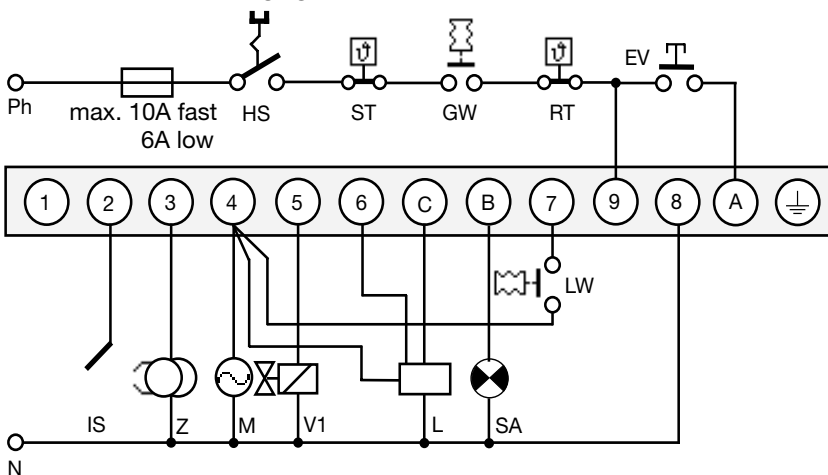 EV
Ph
max. 10A fast
6A low
HS
ST
GW
RT
ϑ
ϑ
1 2 3 4 5 6 C B 7 9 8 A
LW
IS Z M V1 L SA
N